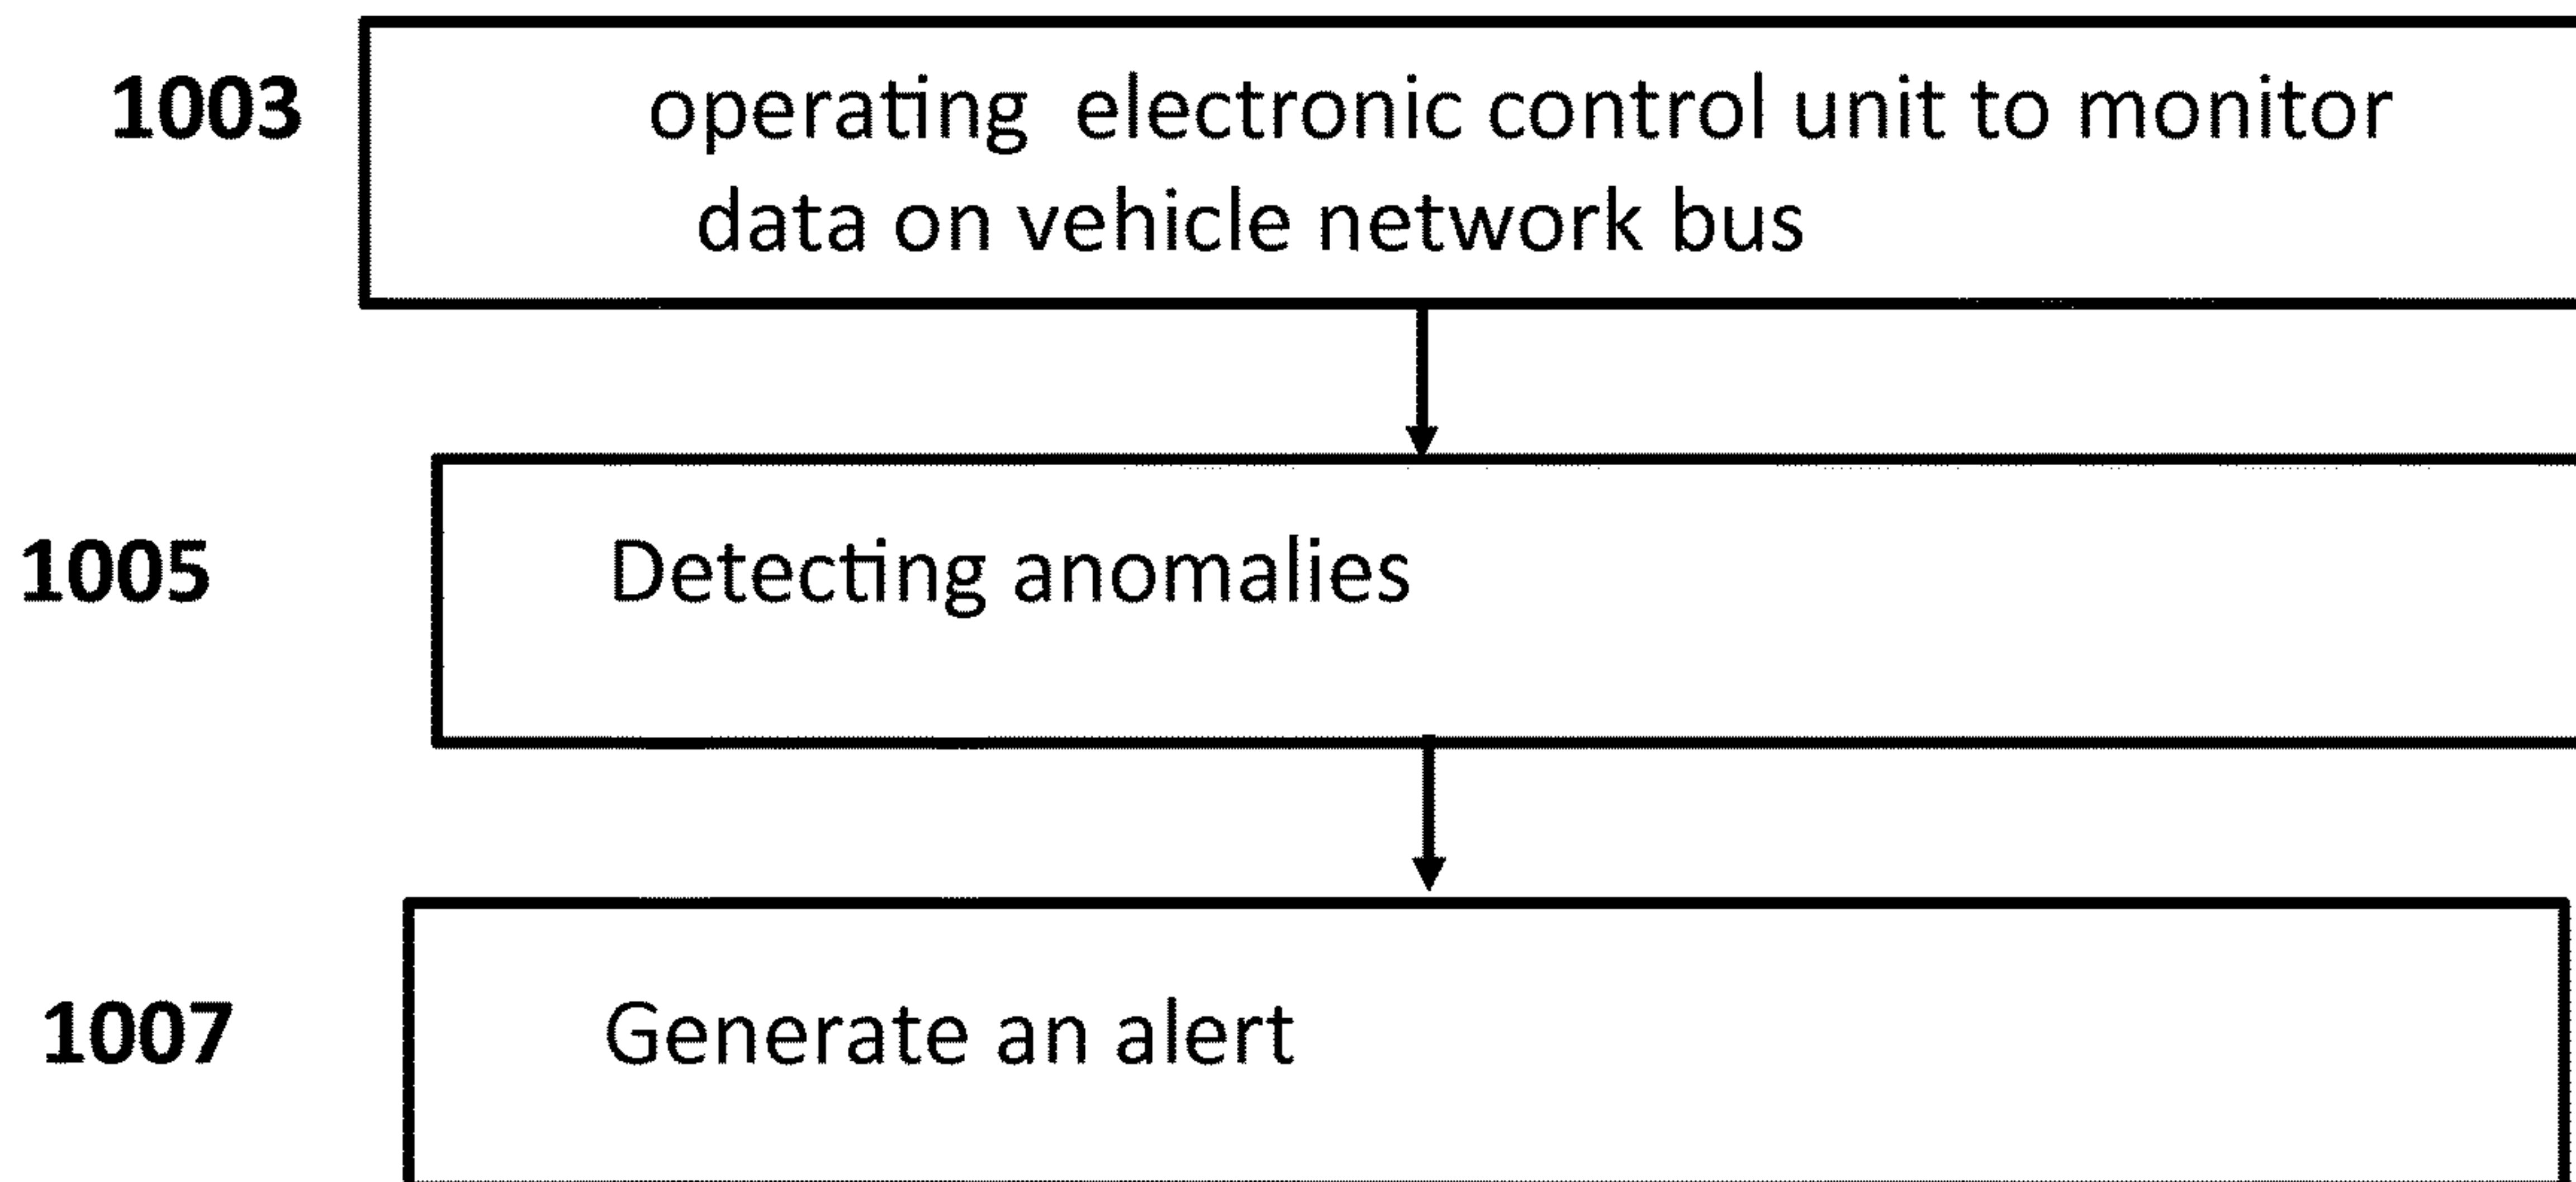 1003
operating electronic control unit to monitor
data on vehicle network bus
1005
Detecting anomalies
1007
Generate an alert